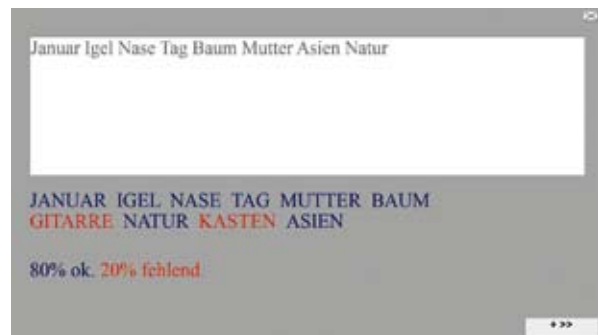 Januar Igel Nase Tag Baum Mutter Asien Natur
JANUAR IGEL NASE TAG MUTTER BAUM
GITARRE NATUR KASTEN ASIEN
80% ok. 20% fehlend
+ >>